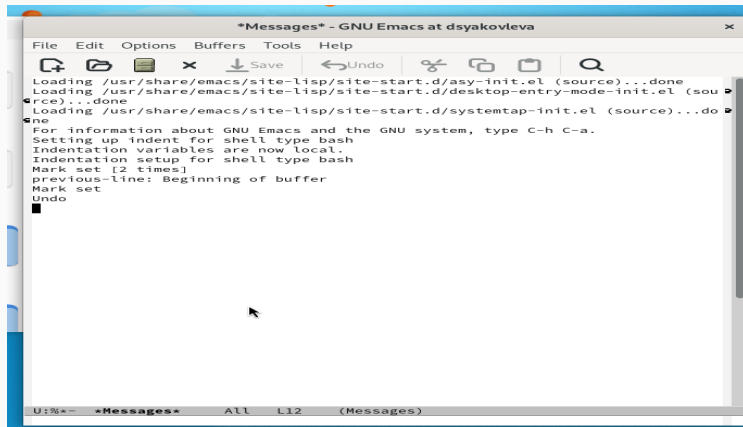 *Messages* - GNU Emacs at dsyakovleva
File Edit Options Buffers Tools Help
Save Undo
Loading /usr/share/emacs/site-lisp/site-start.d/asy-init.el (source)...done
Loading /usr/share/emacs/site-lisp/site-start.d/desktop-entry-mode-init.el (sou
rce)...done
Loading /usr/share/emacs/site-lisp/site-start.d/systemtap-init.el (source)...do
ne
For information about GNU Emacs and the GNU system, type C-h C-a.
Setting up indent for shell type bash
Indentation variables are now local.
Indentation setup for shell type bash
Mark set [2 times]
previous-line: Beginning of buffer
Mark set
Undo
U:%*- *Messages* All L12 (Messages)